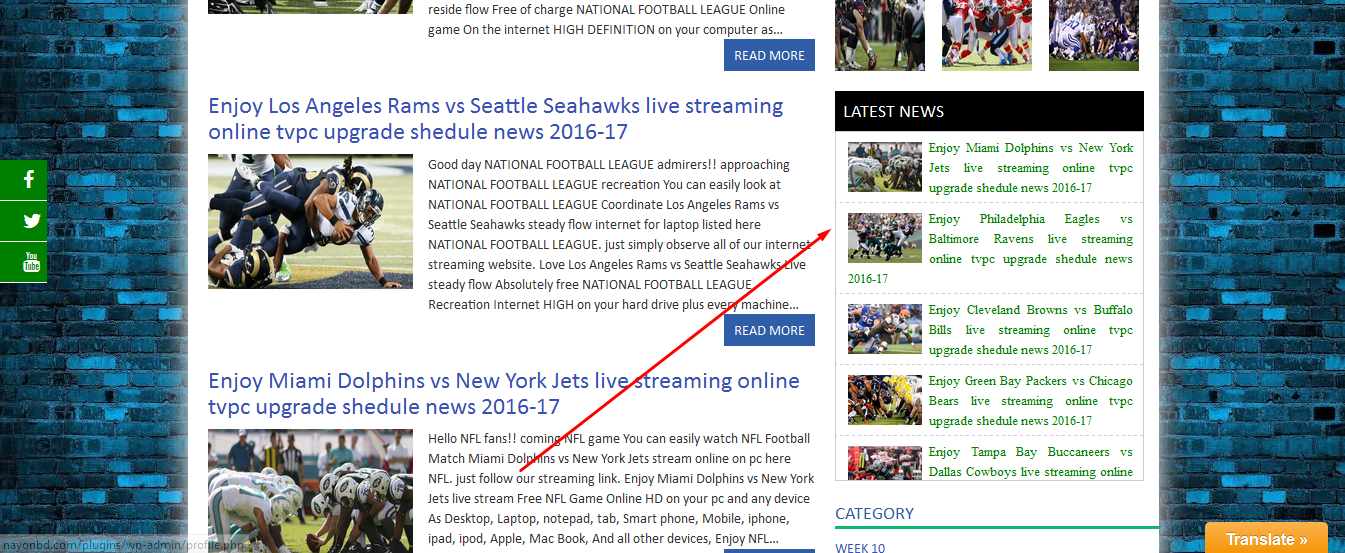 reside flow Free of charge NATIONAL FOOTBALL LEAGUE Online
game On the internet HIGH DEFINITION on your computer as...
READ MORE
Enjoy Los Angeles Rams vs Seattle Seahawks live streaming
online tvpc upgrade shedule news 2016-17
Good day NATIONAL FOOTBALL LEAGUE admirers!! approaching
NATIONAL FOOTBALL LEAGUE recreation You can easily look at
NATIONAL FOOTBALL LEAGUE Coordinate Los Angeles Rams vs
Seattle Seahawks steady flow internet for laptop listed here
NATIONAL FOOTBALL LEAGUE. just simply observe all of our internet
streaming website. Love Los Angeles Rams vs Seattle Seahawks Live
steady flow Absolutely free NATIONAL FOOTBALL LEAGUE
Recreation Internet HIGH on your hard drive plus every machine...
READ MORE
Enjoy Miami Dolphins vs New York Jets live streaming online
tvpc upgrade shedule news 2016-17
Hello NFL fans!! coming NFL game You can easily watch NFL Football
Match Miami Dolphins vs New York Jets stream online on pc here
NFL. just follow our streaming link. Enjoy Miami Dolphins vs New York
Jets live stream Free NFL Game Online HD on your pc and any device
As Desktop, Laptop, notepad, tab, Smart phone, Mobile, iphone,
ipad, ipod, Apple, Mac Book, And all other devices, Enjoy NFL...
LATEST NEWS
Enjoy Miami Dolphins vs New York
Jets live streaming online tvpc
upgrade shedule news 2016-17
Enjoy Philadelphia Eagles vs
Baltimore Ravens live streaming
online tvpc upgrade shedule news
2016-17
Enjoy Cleveland Browns vs Buffalo
Bills live streaming online tvpc
upgrade shedule news 2016-17
Enjoy Green Bay Packers vs Chicago
Bears live streaming online tvpc
upgrade shedule news 2016-17
Enjoy Tampa Bay Buccaneers vs
Dallas Cowboys live streaming online
CATEGORY
WEEK 10
You
Tube
Translate »
navonbd.com/plugins/wp-admin/profile.php